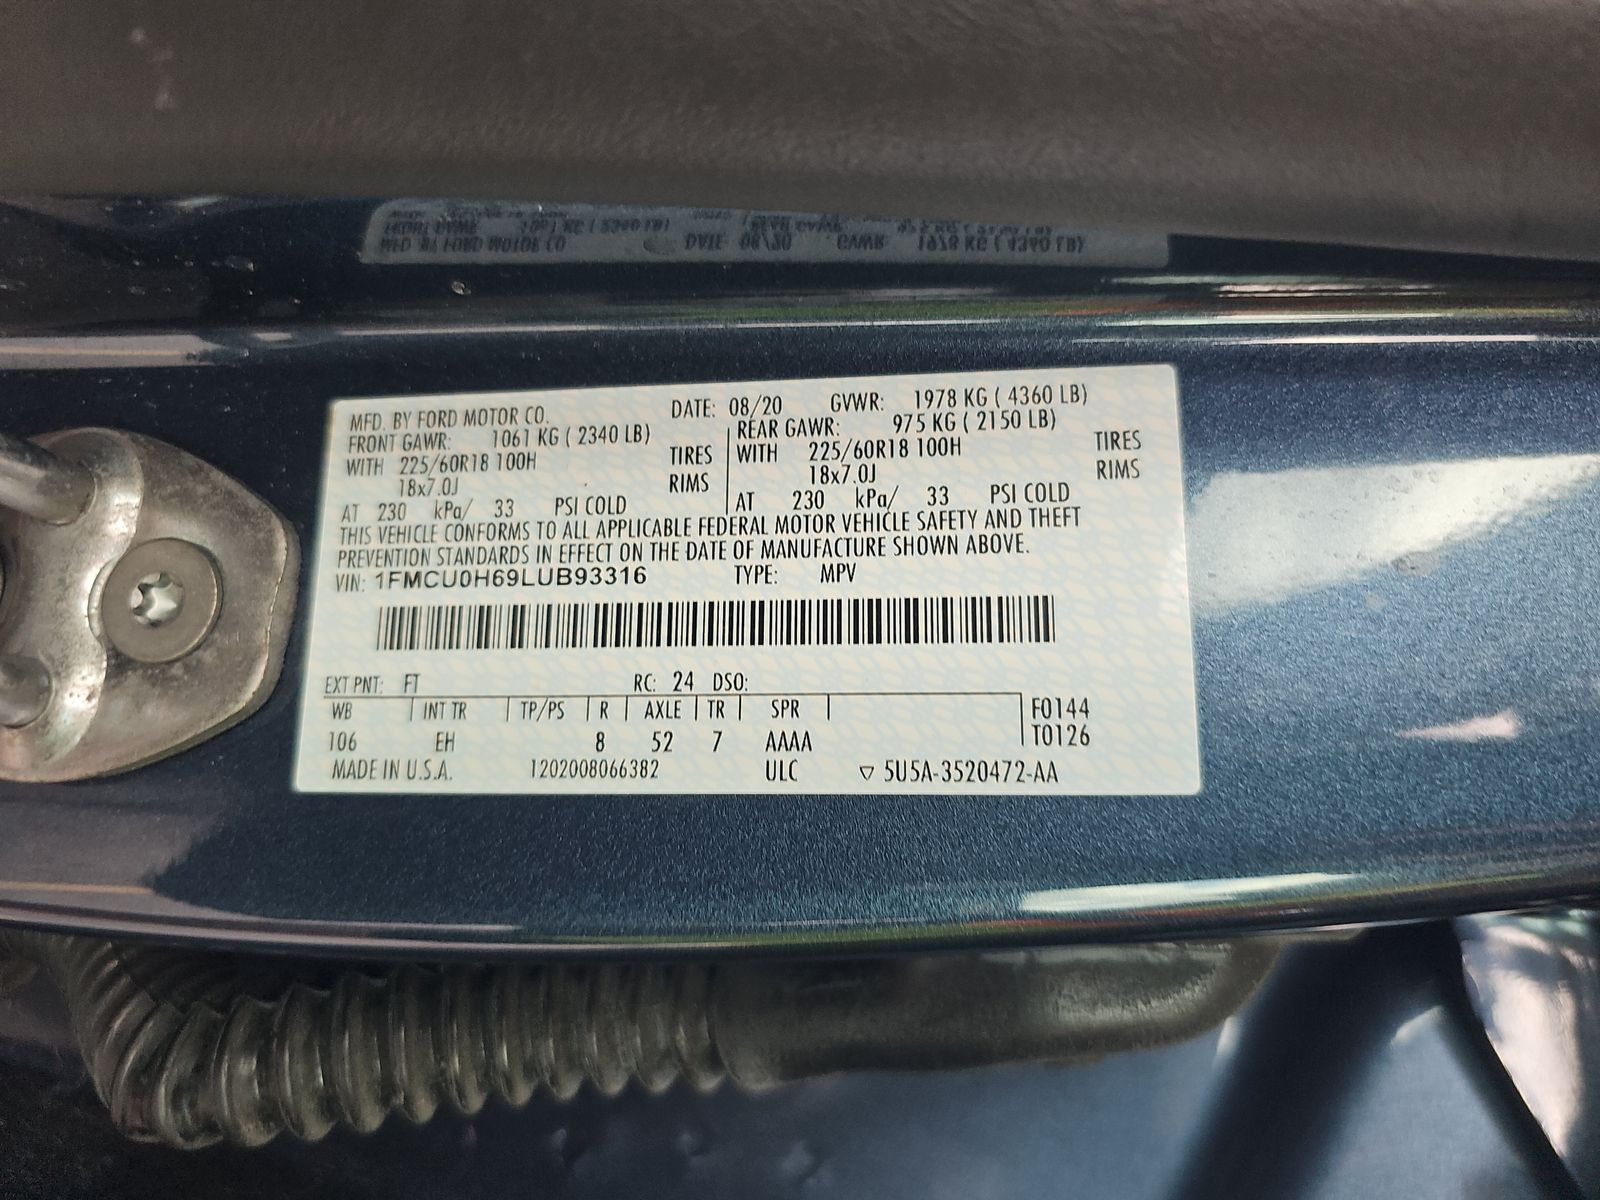 MFD. BY FORD MOTOR CO. DATE: 08/20 GVWR: 1978 KG ( 4360 LB)
FRONT GAWR: 1061 KG ( 2340 LB) REAR GAWR: 975 KG ( 2150 LB)
WITH 225/60R18 100H TIRES WITH 225/60R18 100H TIRES
18x7.0J RIMS 18x7.0J RIMS
AT 230 kPa/ 33 PSI COLD AT 230 kPa/ 33 PSI COLD
THIS VEHICLE CONFORMS TO ALL APPLICABLE FEDERAL MOTOR VEHICLE SAFETY AND THEFT
PREVENTION STANDARDS IN EFFECT ON THE DATE OF MANUFACTURE SHOWN ABOVE.
VIN: 1FMCU0H69LUB93316 TYPE: MPV
EXT PNT: FT RC: 24 DSO:
WB INT TR TP/PS R AXLE TR SPR F0144
106 EH 8 52 7 AAAA T0126
MADE IN U.S.A. 1202008066382 ULC ▽ 5U5A-3520472-AA